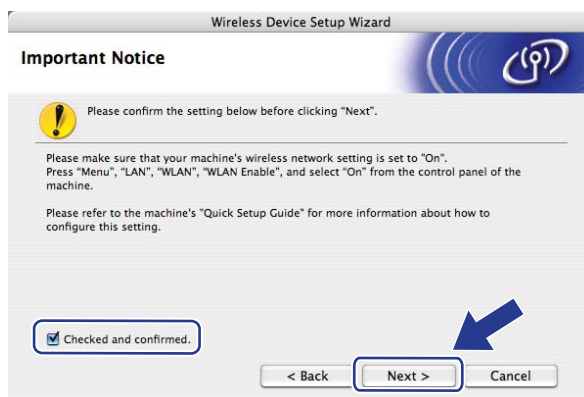 Wireless Device Setup Wizard
Important Notice
Please confirm the setting below before clicking "Next".
Please make sure that your machine's wireless network setting is set to "On".
Press "Menu", "LAN", "WLAN", "WLAN Enable", and select "On" from the control panel of the
machine.
Please refer to the machine's "Quick Setup Guide" for more information about how to
configure this setting.
Checked and confirmed.
< Back
Next >
Cancel